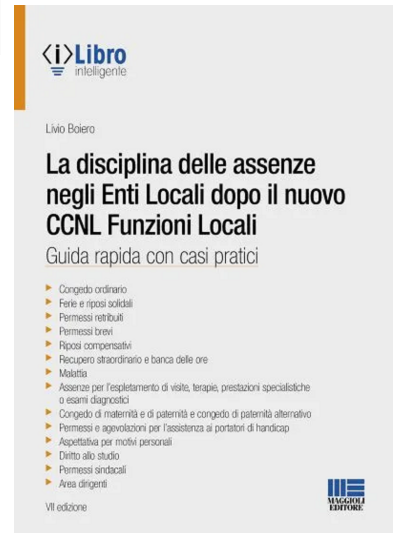 <i>Libro
intelligente
Livio Boiero
La disciplina delle assenze
negli Enti Locali dopo il nuovo
CCNL Funzioni Locali
Guida rapida con casi pratici
Congedo ordinario
Ferie e riposi solidali
Permessi retribuiti
Permessi brevi
Riposi compensativi
Recupero straordinario e banca delle ore
Malattia
Assenze per l'espletamento di visite, terapie, prestazioni specialistiche
o esami diagnostici
Congedo di maternità e di paternità e congedo di paternità alternativo
Permessi e agevolazioni per l'assistenza ai portatori di handicap
Aspettativa per motivi personali
Diritto allo studio
Permessi sindacali
Area dirigenti
VII edizione
MAGGIOLI
EDITORE